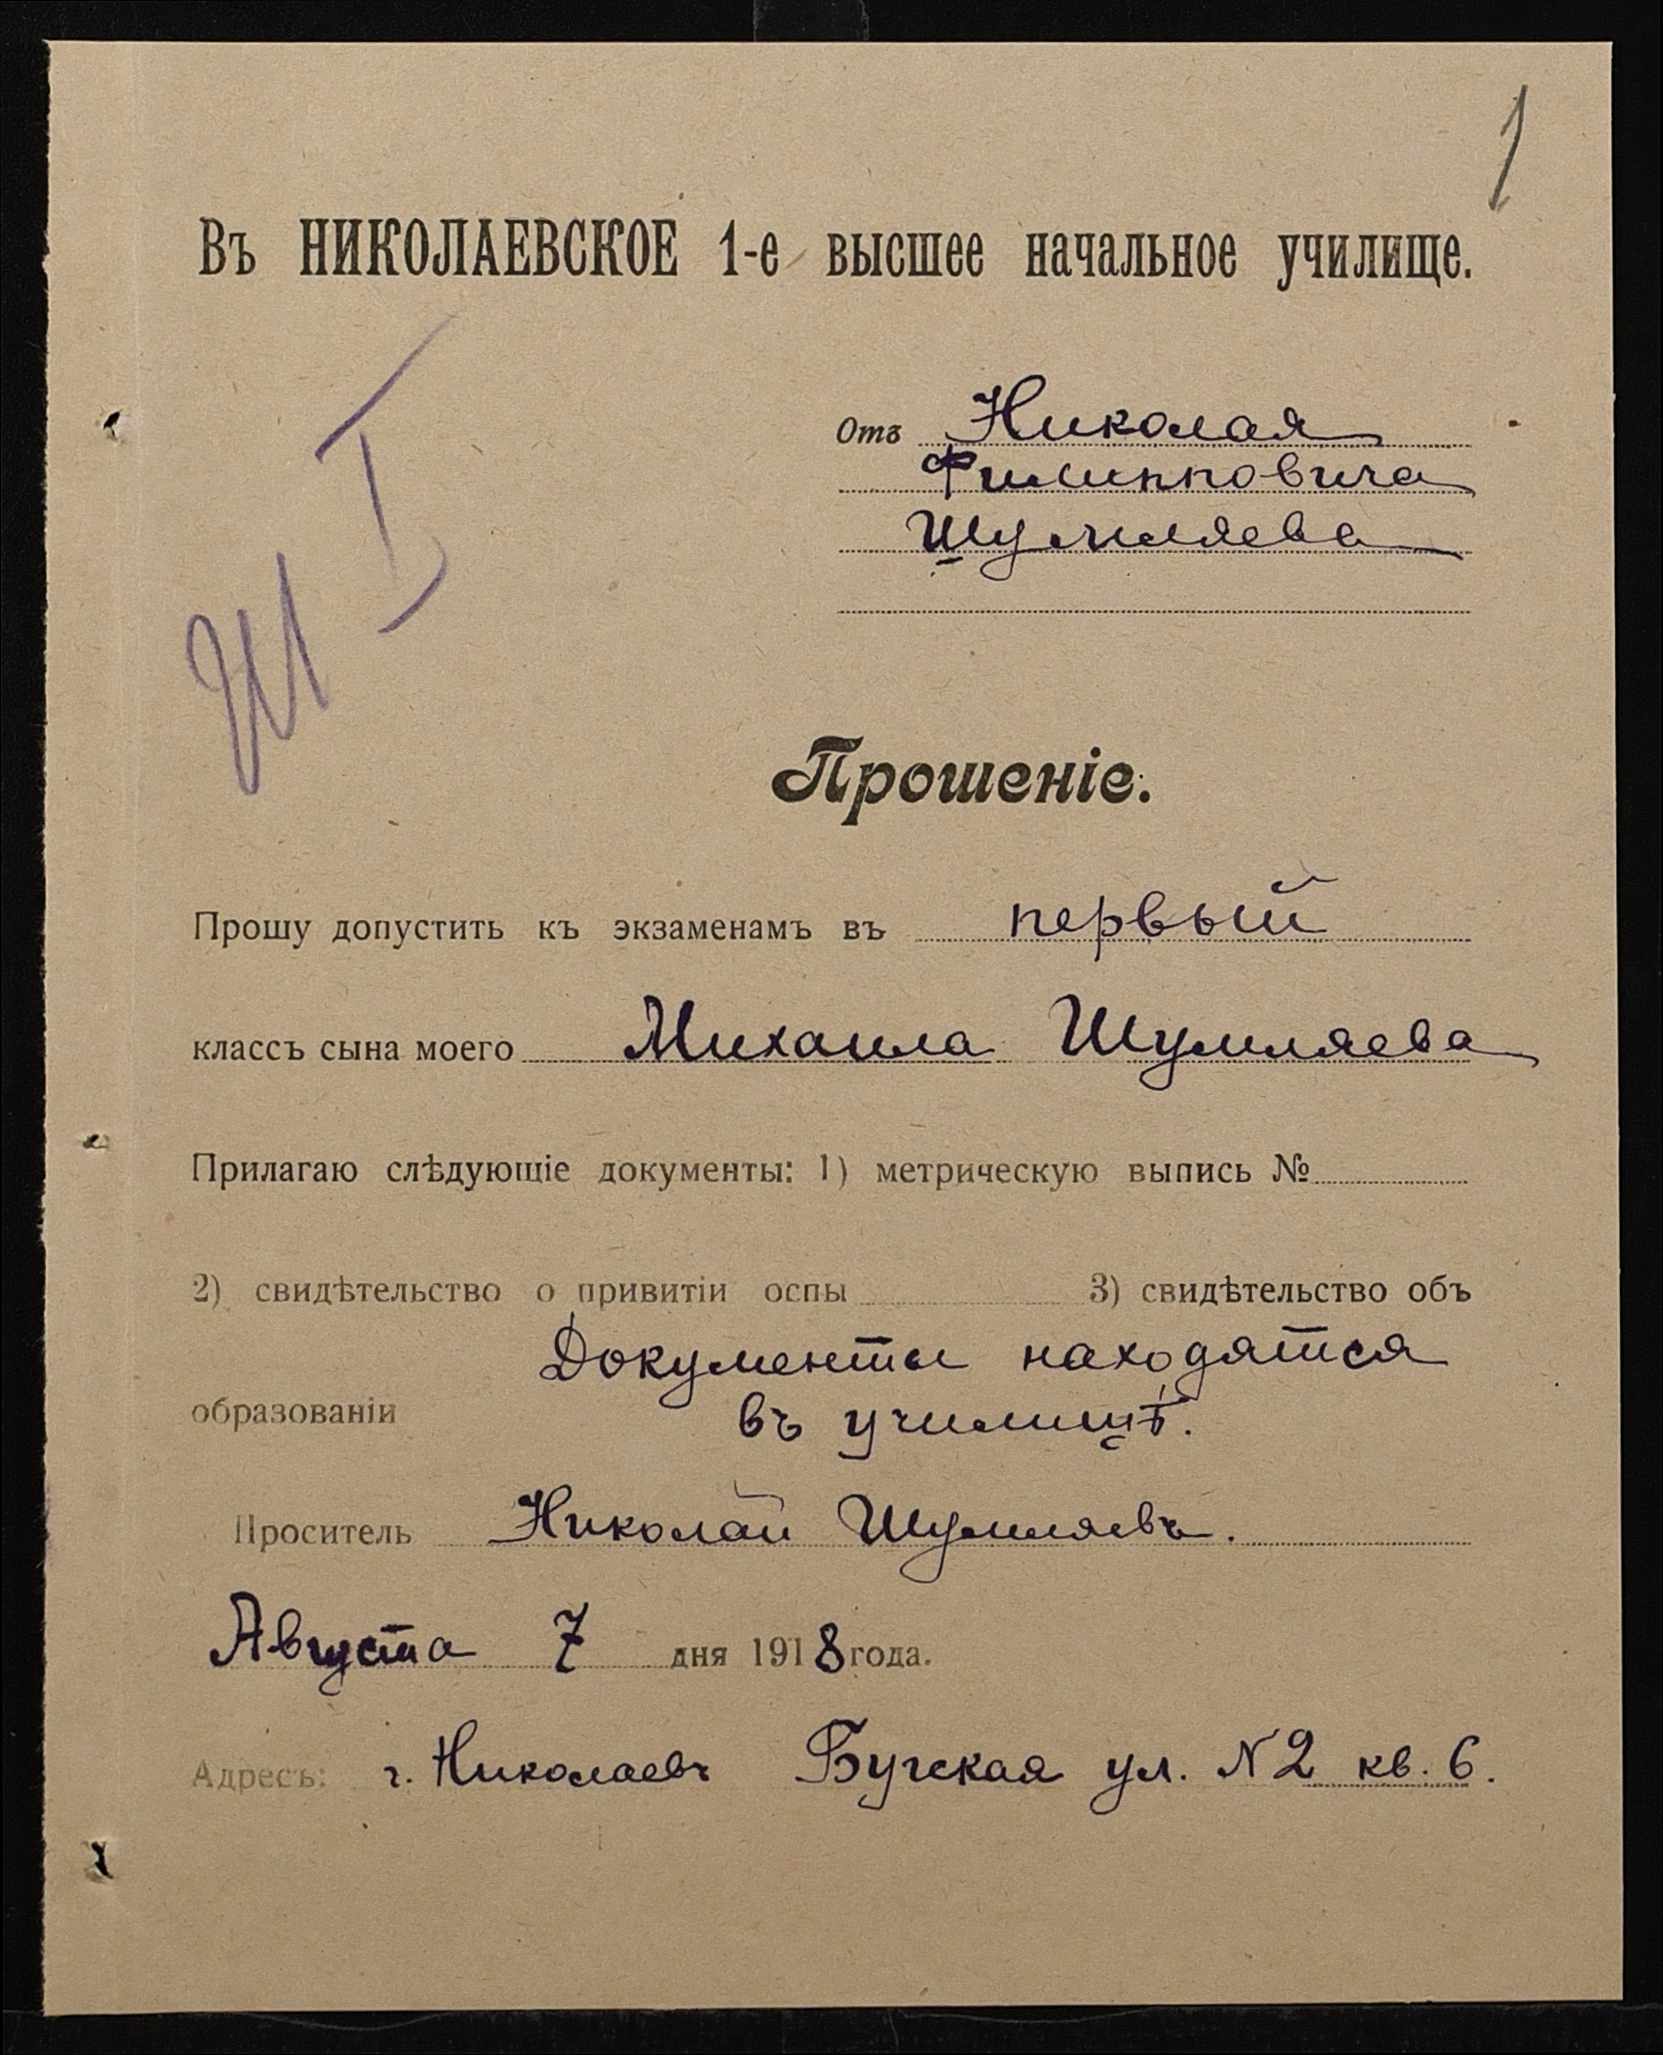 1
Въ НИКОЛАЕВСКОЕ 1-е высшее начальное училище.
Отъ Николая
Филипповича
Шумляева
Ш I
Прошеніе.
Прошу допустить къ экзаменамъ въ первый
классъ сына моего Михаила Шумляева
Прилагаю слѣдующіе документы: 1) метрическую выпись №
2) свидѣтельство о привитіи оспы 3) свидѣтельство объ
Документы находятся
образованіи въ училищѣ.
Проситель Николай Шумляевъ.
Августа 7 дня 1918 года.
Адресъ: г. Николаевъ Бугская ул. N 2 кв. 6.